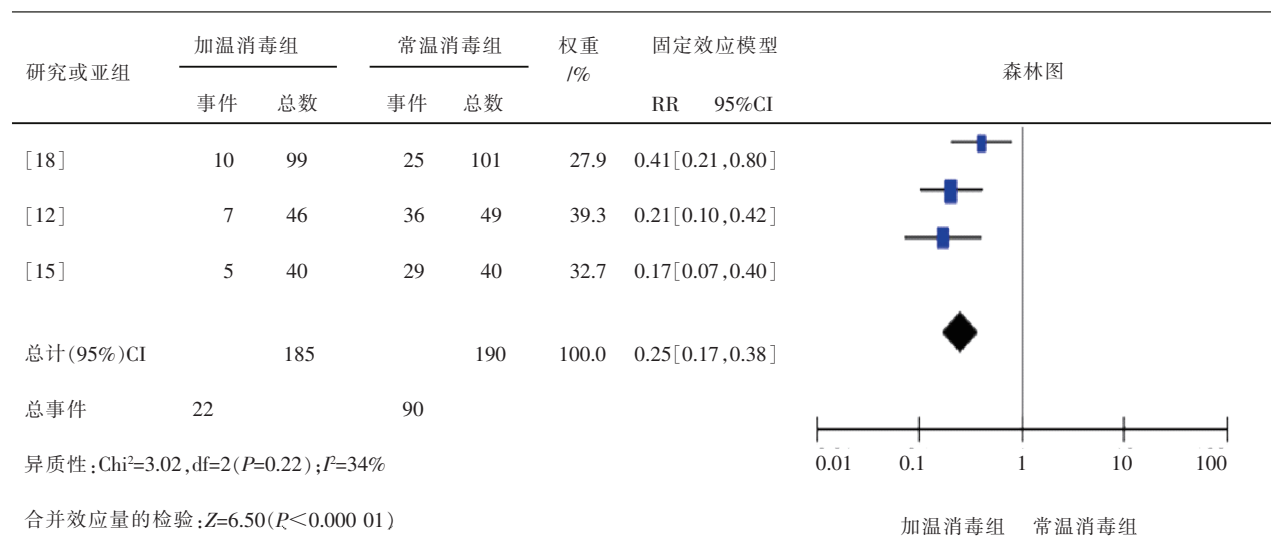 加温消毒组 常温消毒组 权重 固定效应模型
研究或亚组 /% 森林图
事件 总数 事件 总数 RR 95%CI
[18] 10 99 25 101 27.9 0.41[0.21,0.80]
[12] 7 46 36 49 39.3 0.21[0.10,0.42]
[15] 5 40 29 40 32.7 0.17[0.07,0.40]
总计(95%)CI 185 190 100.0 0.25[0.17,0.38]
总事件 22 90
异质性:Chi²=3.02,df=2(P=0.22);I²=34% 0.01 0.1 1 10 100
合并效应量的检验:Z=6.50(P<0.000 01) 加温消毒组 常温消毒组